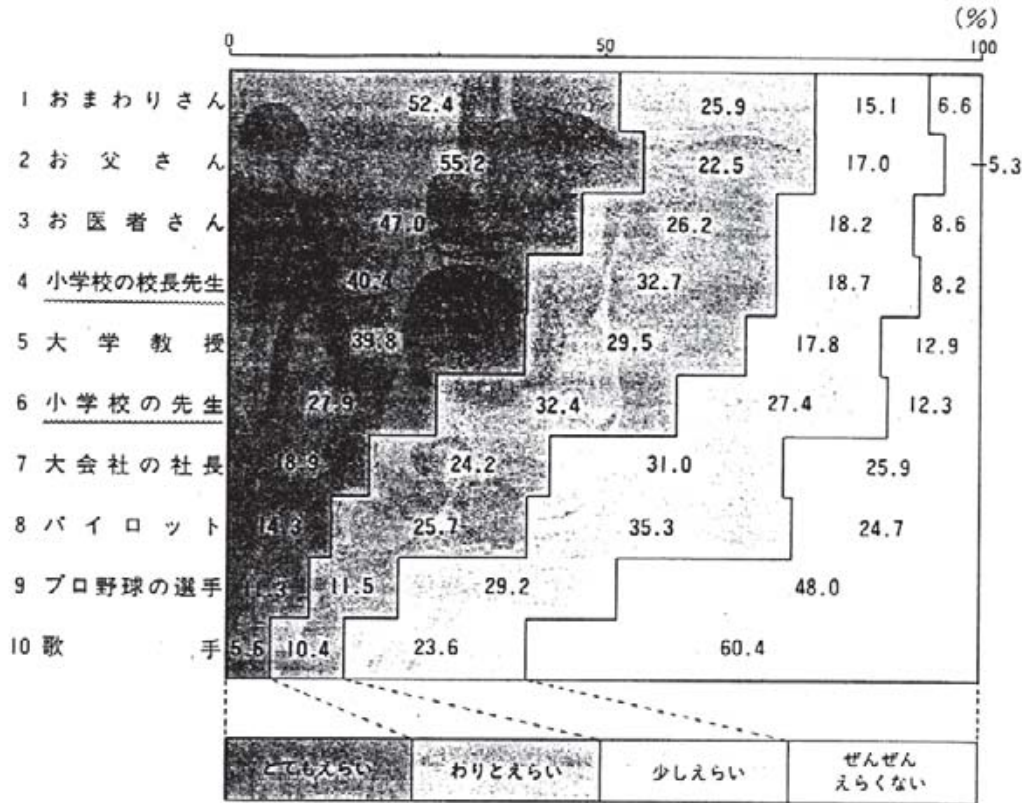 (%)
0 50 100
1 おまわりさん 52.4 25.9 15.1 6.6
2 お父さん 55.2 22.5 17.0 5.3
3 お医者さん 47.0 26.2 18.2 8.6
4 小学校の校長先生 40.4 32.7 18.7 8.2
5 大学教授 39.8 29.5 17.8 12.9
6 小学校の先生 27.9 32.4 27.4 12.3
7 大会社の社長 18.9 24.2 31.0 25.9
8 パイロット 14.3 25.7 35.3 24.7
9 プロ野球の選手 11.3 11.5 29.2 48.0
10 歌手 5.6 10.4 23.6 60.4
とてもえらい わりとえらい 少しえらい ぜんぜん
えらくない